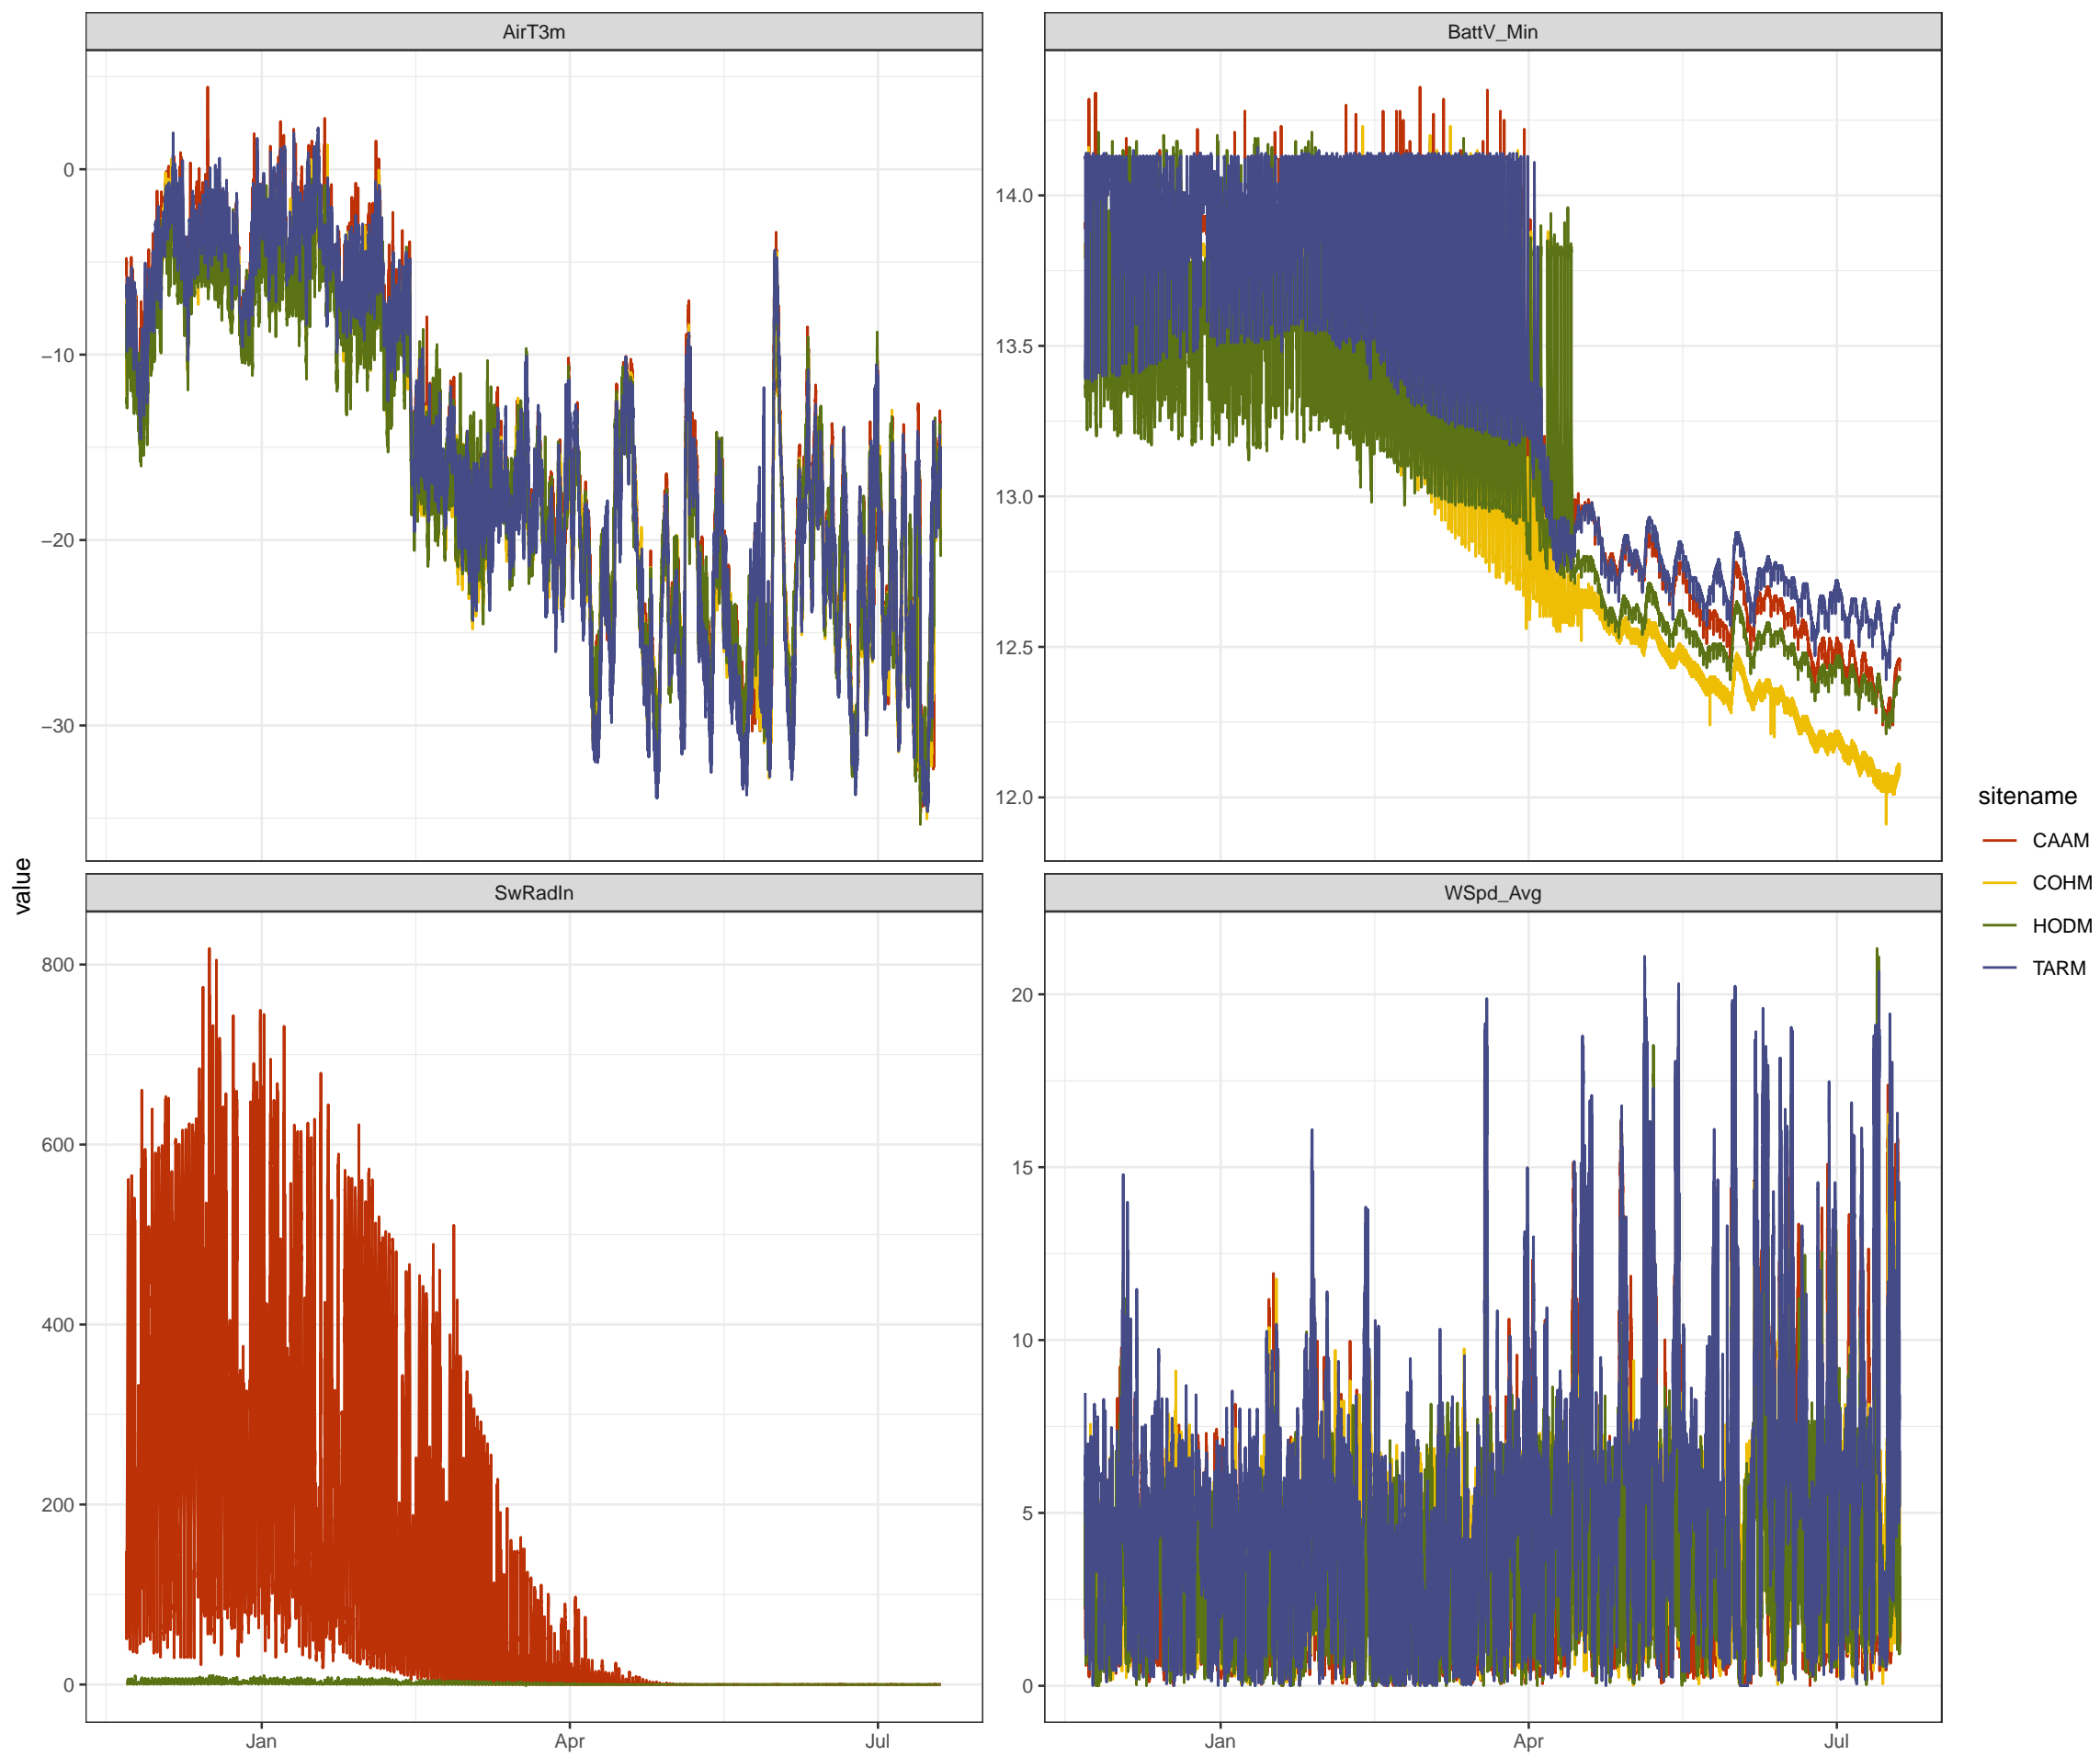 AirT3m
BattV_Min
0
−10
−20
−30
14.0
13.5
13.0
12.5
12.0
value
SwRadIn
WSpd_Avg
800
600
400
200
0
20
15
10
5
0
Jan
Apr
Jul
Jan
Apr
Jul
sitename
CAAM
COHM
HODM
TARM